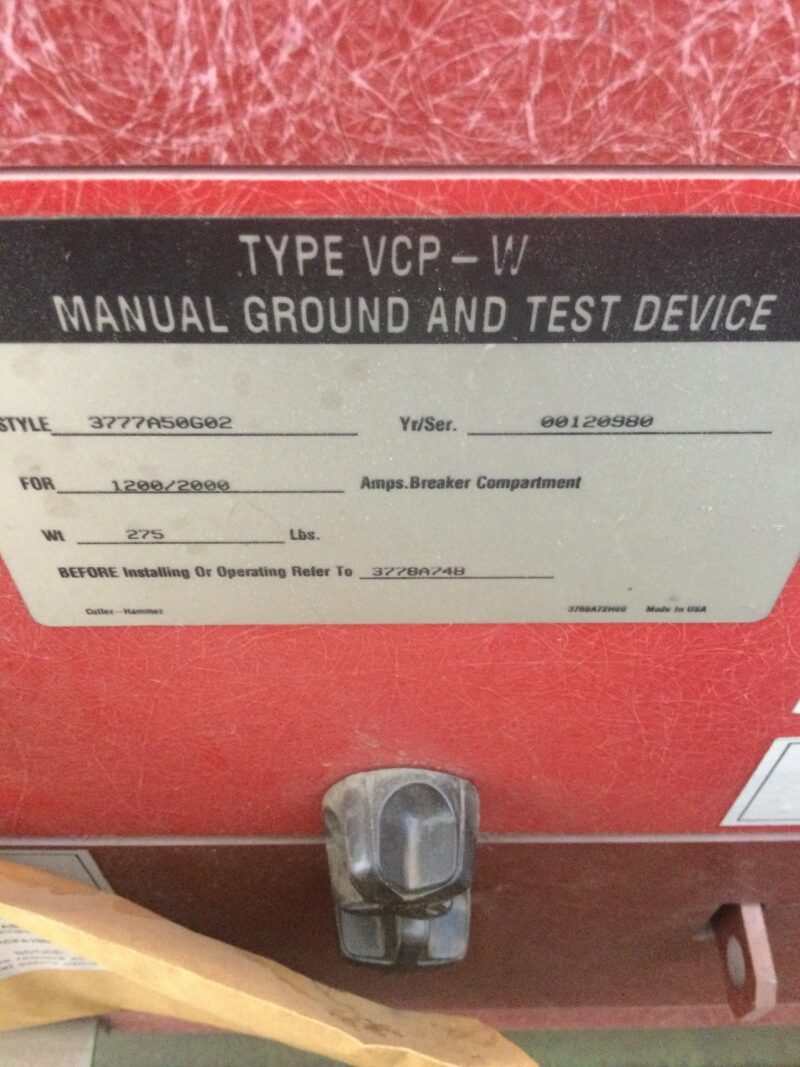 TYPE VCP-W
MANUAL GROUND AND TEST DEVICE
STYLE 3777A50G02 Yr/Ser. 00120980
FOR 1200/2000 Amps.Breaker Compartment
Wt 275 Lbs.
BEFORE Installing Or Operating Refer To 3778A74B
Cutler-Hammer Made In USA
NOTICE